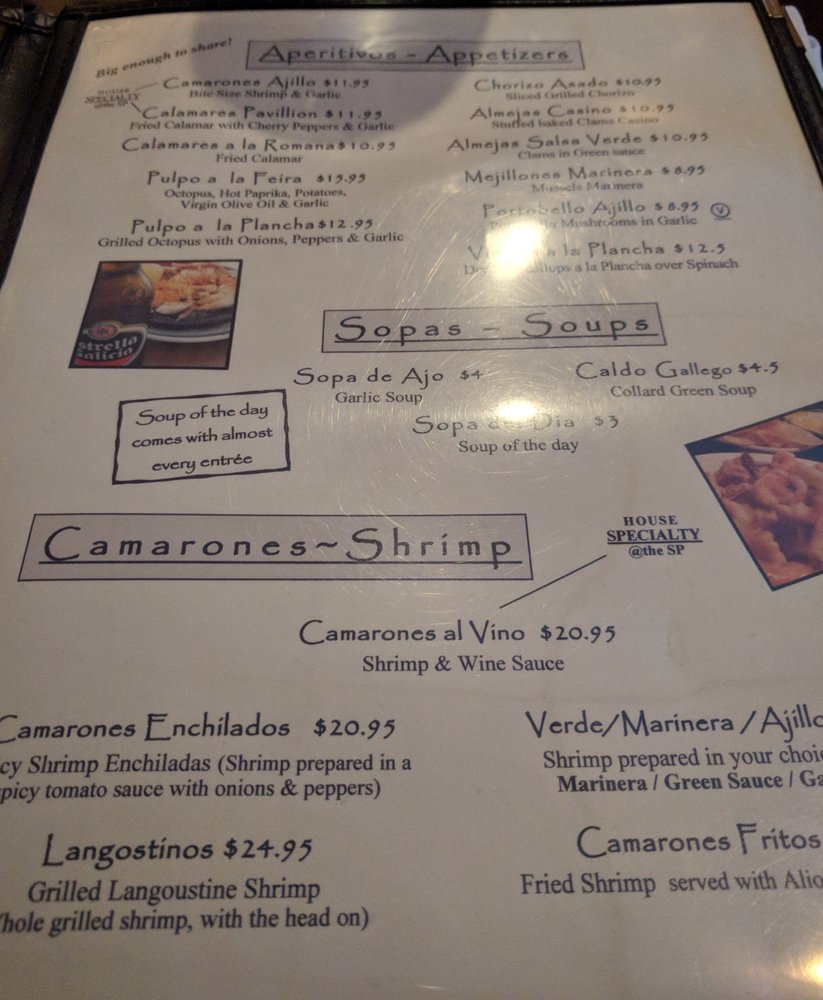 Big enough to share!
Aperitivos - Appetizers
HOUSE
SPECIALTY
@the SP
Camarones Ajillo $11.95
Bite Size Shrimp & Garlic
Calamares Pavillion $11.95
Fried Calamar with Cherry Peppers & Garlic
Calamares a la Romana $10.95
Fried Calamar
Pulpo a la Feira $15.95
Octopus, Hot Paprika, Potatoes,
Virgin Olive Oil & Garlic
Pulpo a la Plancha $12.95
Grilled Octopus with Onions, Peppers & Garlic
Chorizo Asado $10.95
Sliced Grilled Chorizo
Almejas Casino $10.95
Stuffed baked Clams Casino
Almejas Salsa Verde $10.95
Clams in Green sauce
Mejillones Marinera $8.95
Mussels Marinera
Portobello Ajillo $8.95 V
Mushrooms in Garlic
a la Plancha $12.5
a la Plancha over Spinach
strella
alicia
Sopas - Soups
Sopa de Ajo $4
Garlic Soup
Caldo Gallego $4.5
Collard Green Soup
Sopa del Dia $3
Soup of the day
Soup of the day
comes with almost
every entrée
Camarones~Shrimp
HOUSE
SPECIALTY
@the SP
Camarones al Vino $20.95
Shrimp & Wine Sauce
Camarones Enchilados $20.95
cy Shrimp Enchiladas (Shrimp prepared in a
picy tomato sauce with onions & peppers)
Verde/Marinera/Ajillo
Shrimp prepared in your choi
Marinera / Green Sauce / Ga
Langostinos $24.95
Grilled Langoustine Shrimp
hole grilled shrimp, with the head on)
Camarones Fritos
Fried Shrimp served with Alio